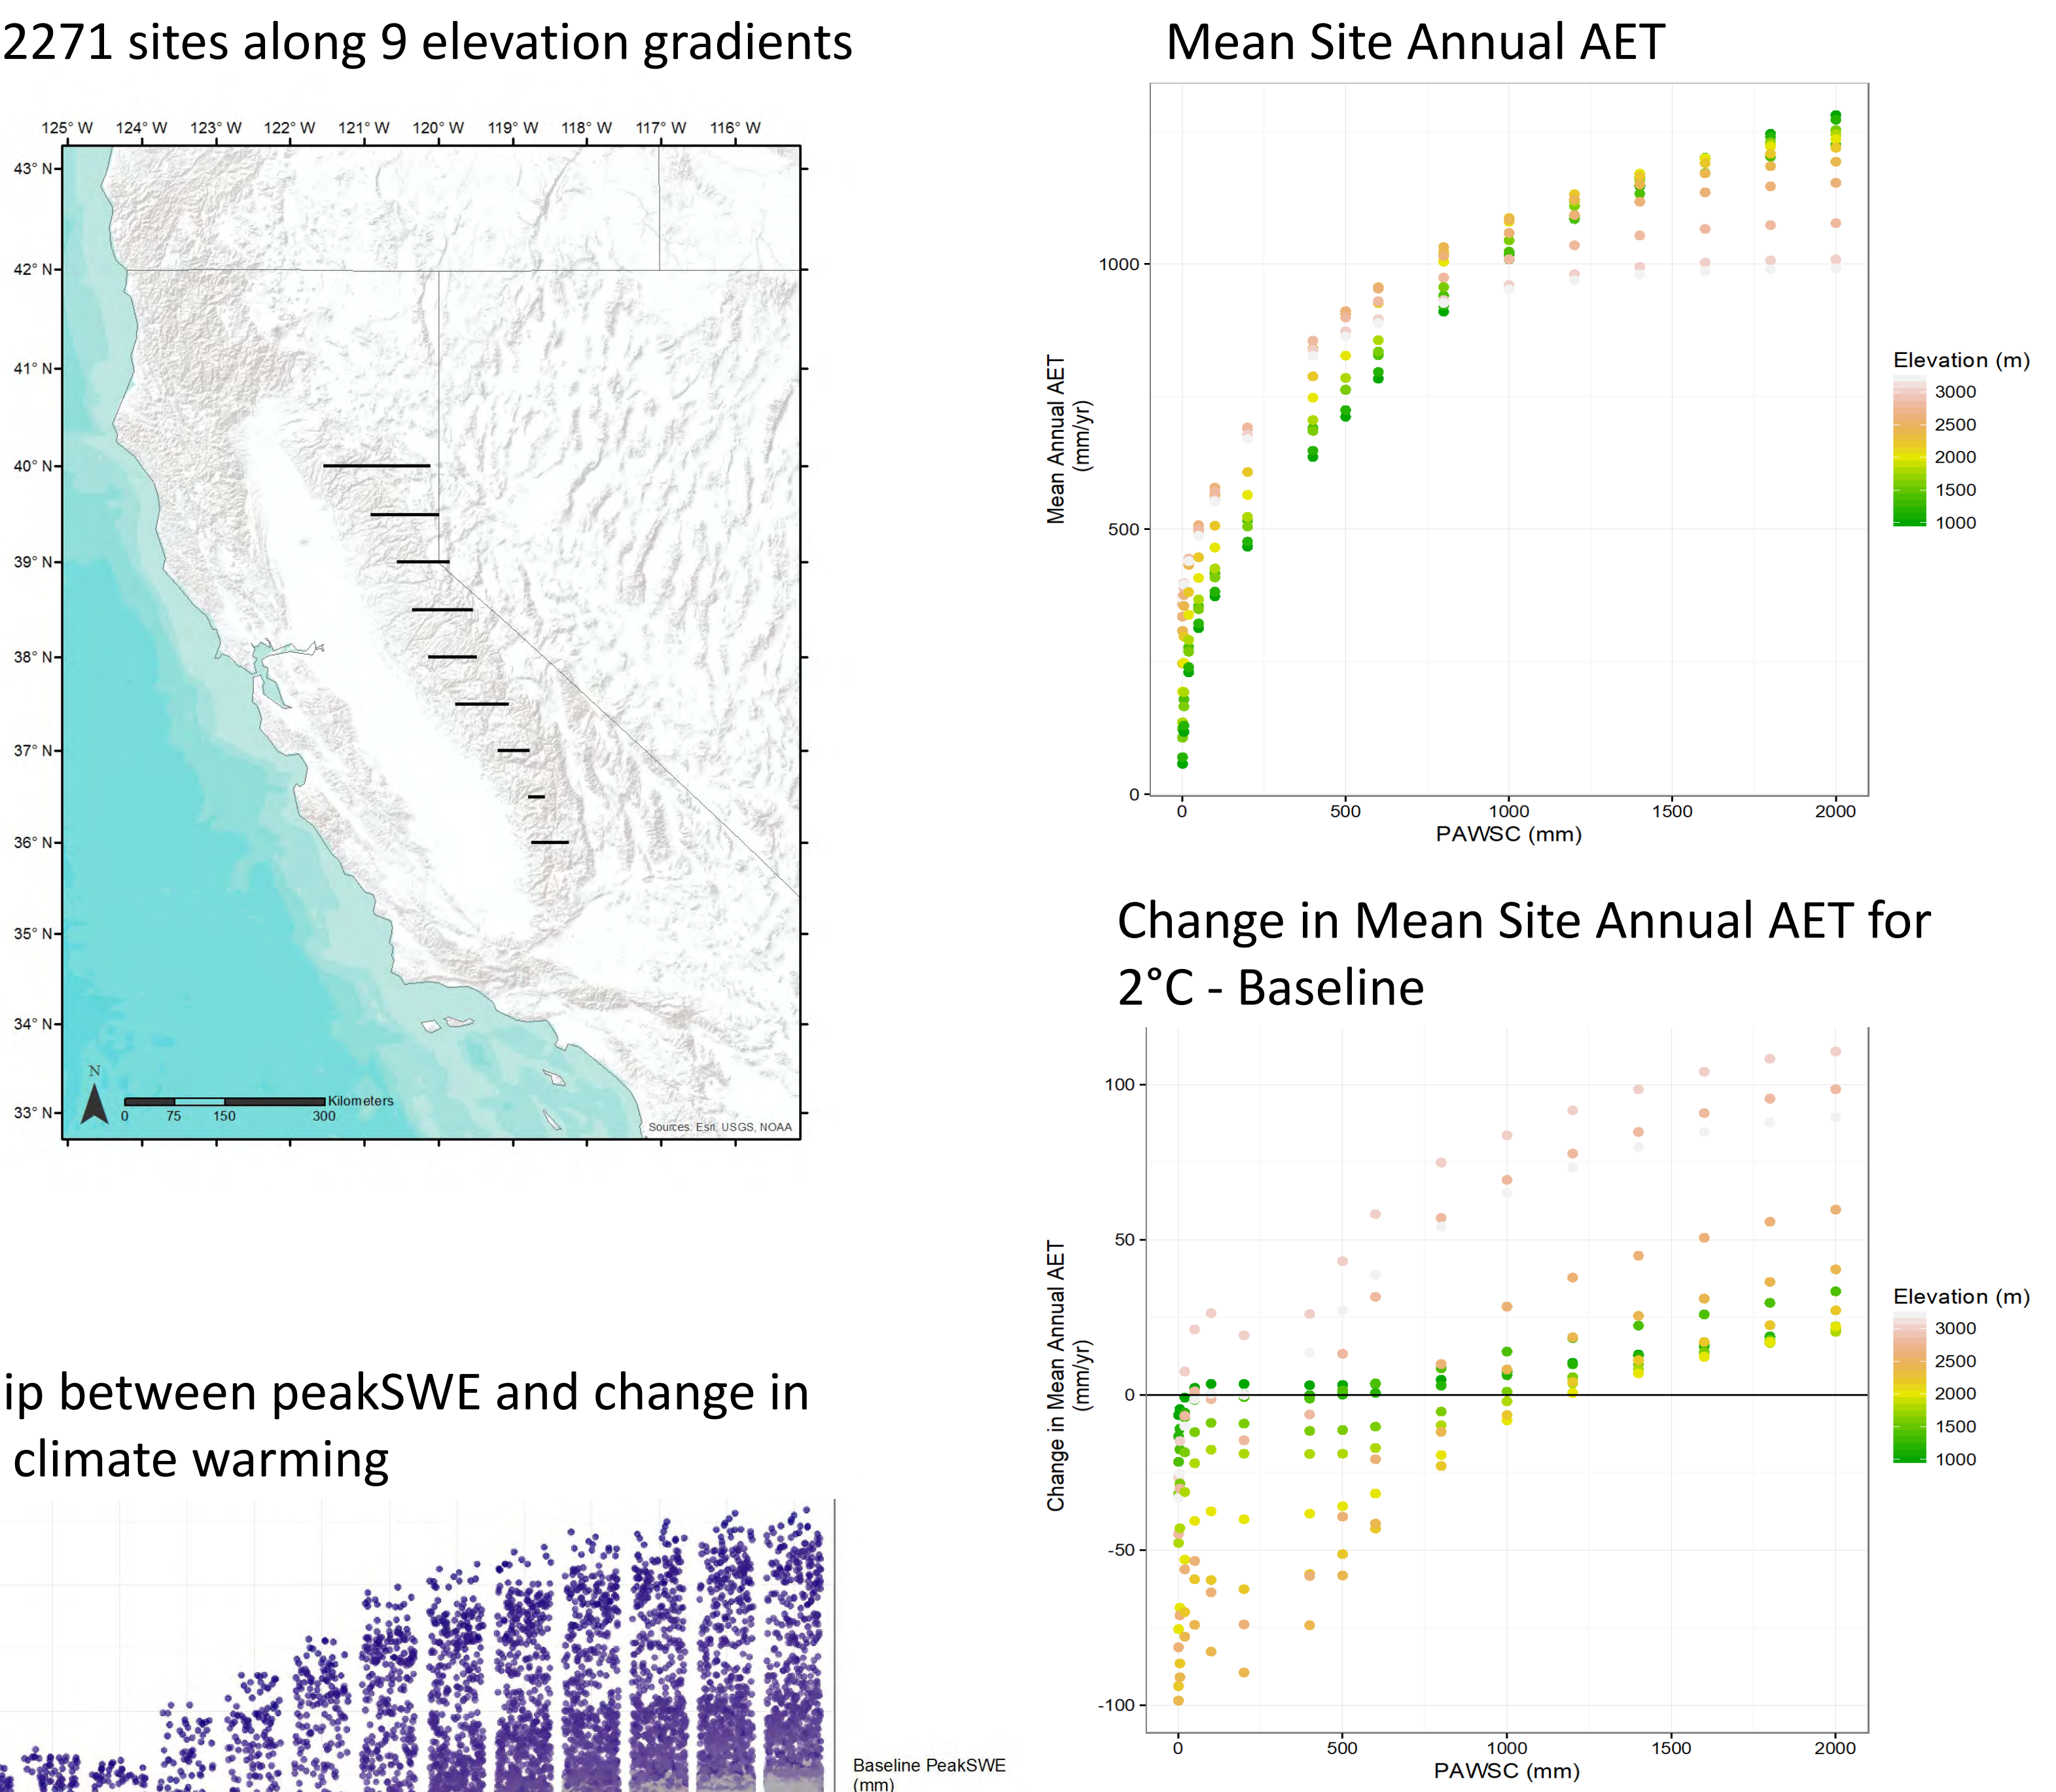 2271 sites along 9 elevation gradients
125° W 124° W 123° W 122° W 121° W 120° W 119° W 118° W 117° W 116° W
43° N
42° N
41° N
40° N
39° N
38° N
37° N
36° N
35° N
34° N
33° N
N
Kilometers
0 75 150 300
Sources: Esri, USGS, NOAA
Mean Site Annual AET
Mean Annual AET
(mm/yr)
1000
500
0
0 500 1000 1500 2000
PAWSC (mm)
Elevation (m)
3000
2500
2000
1500
1000
Change in Mean Site Annual AET for
2°C - Baseline
Change in Mean Annual AET
(mm/yr)
100
50
0
-50
-100
0 500 1000 1500 2000
PAWSC (mm)
Elevation (m)
3000
2500
2000
1500
1000
ip between peakSWE and change in
climate warming
Baseline PeakSWE
(mm)